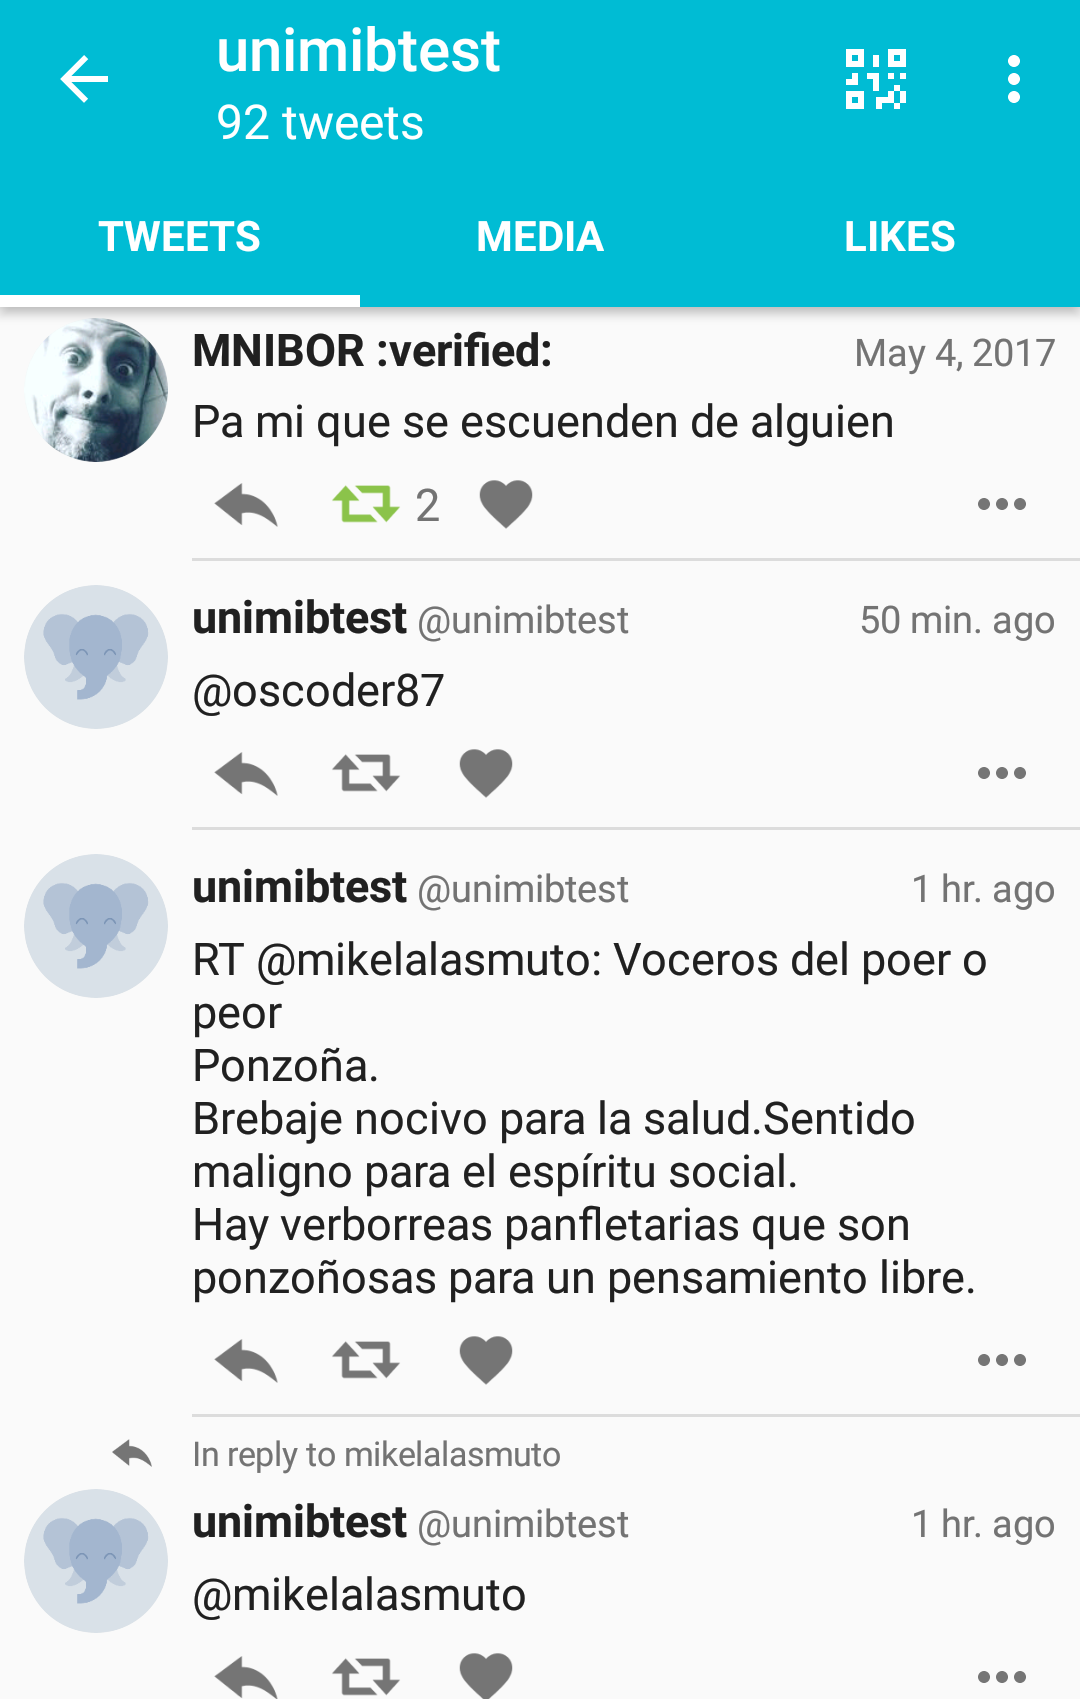 unimibtest
92 tweets
TWEETS MEDIA LIKES
MNIBOR :verified: May 4, 2017
Pa mi que se escuenden de alguien
2
unimibtest @unimibtest 50 min. ago
@oscoder87
unimibtest @unimibtest 1 hr. ago
RT @mikelalasmuto: Voceros del poer o
peor
Ponzoña.
Brebaje nocivo para la salud.Sentido
maligno para el espíritu social.
Hay verborreas panfletarias que son
ponzoñosas para un pensamiento libre.
In reply to mikelalasmuto
unimibtest @unimibtest 1 hr. ago
@mikelalasmuto